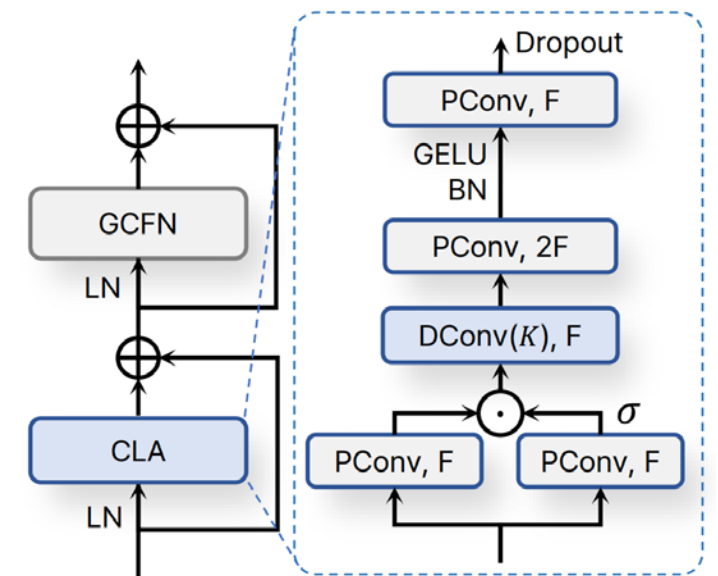 Dropout
PConv, F
GELU
BN
GCFN
PConv, 2F
LN
DConv(K), F
σ
CLA
PConv, F
PConv, F
LN